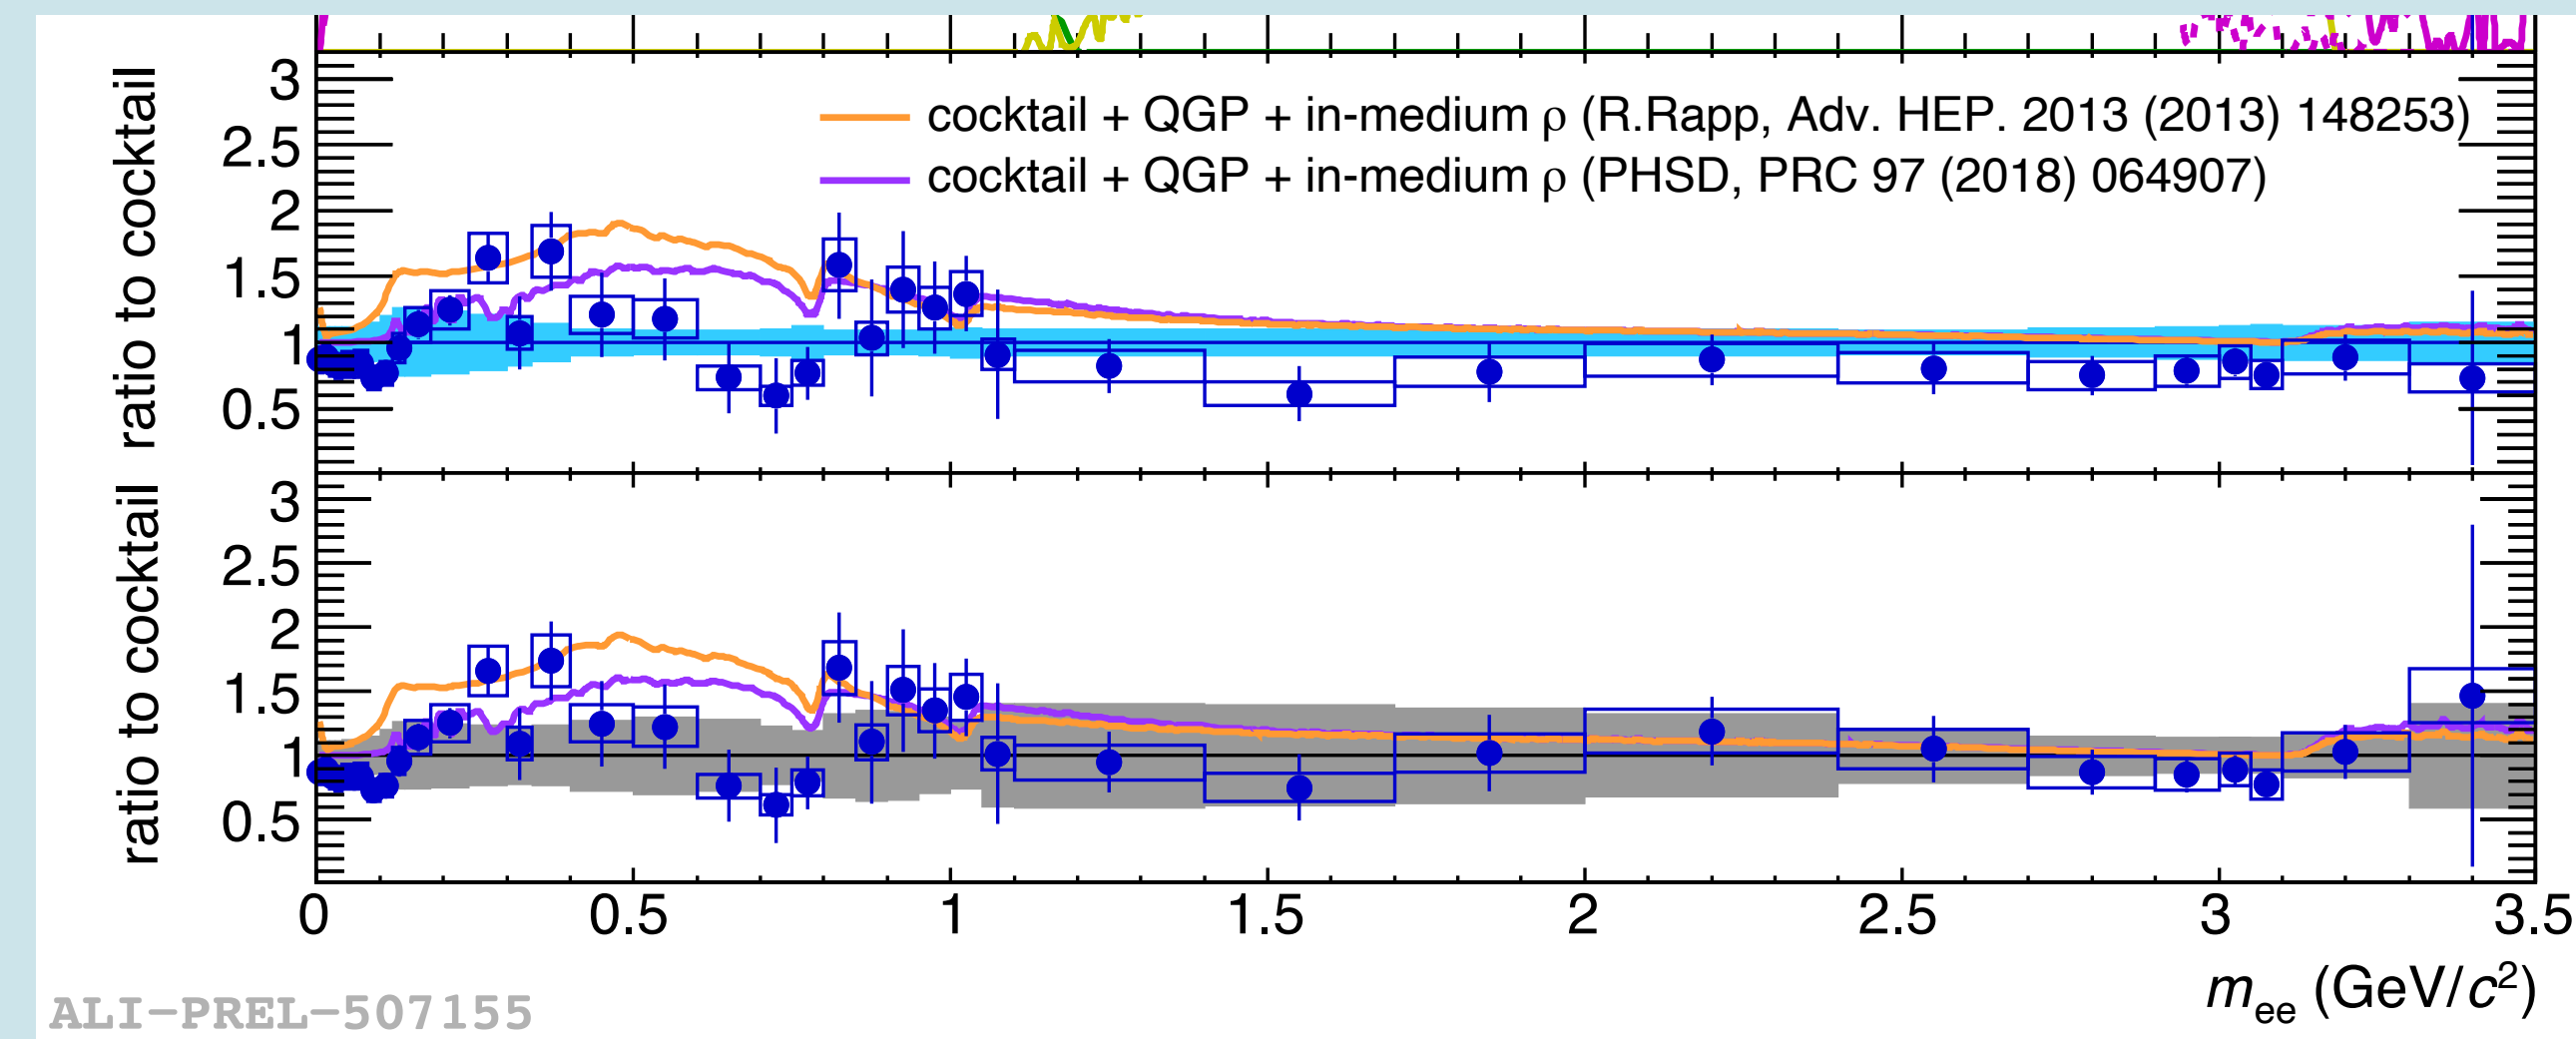 ratio to cocktail
3
2.5
2
1.5
1
0.5
cocktail + QGP + in-medium ρ (R.Rapp, Adv. HEP. 2013 (2013) 148253)
cocktail + QGP + in-medium ρ (PHSD, PRC 97 (2018) 064907)
ratio to cocktail
3
2.5
2
1.5
1
0.5
0 0.5 1 1.5 2 2.5 3 3.5
mee (GeV/c²)
ALI−PREL−507155